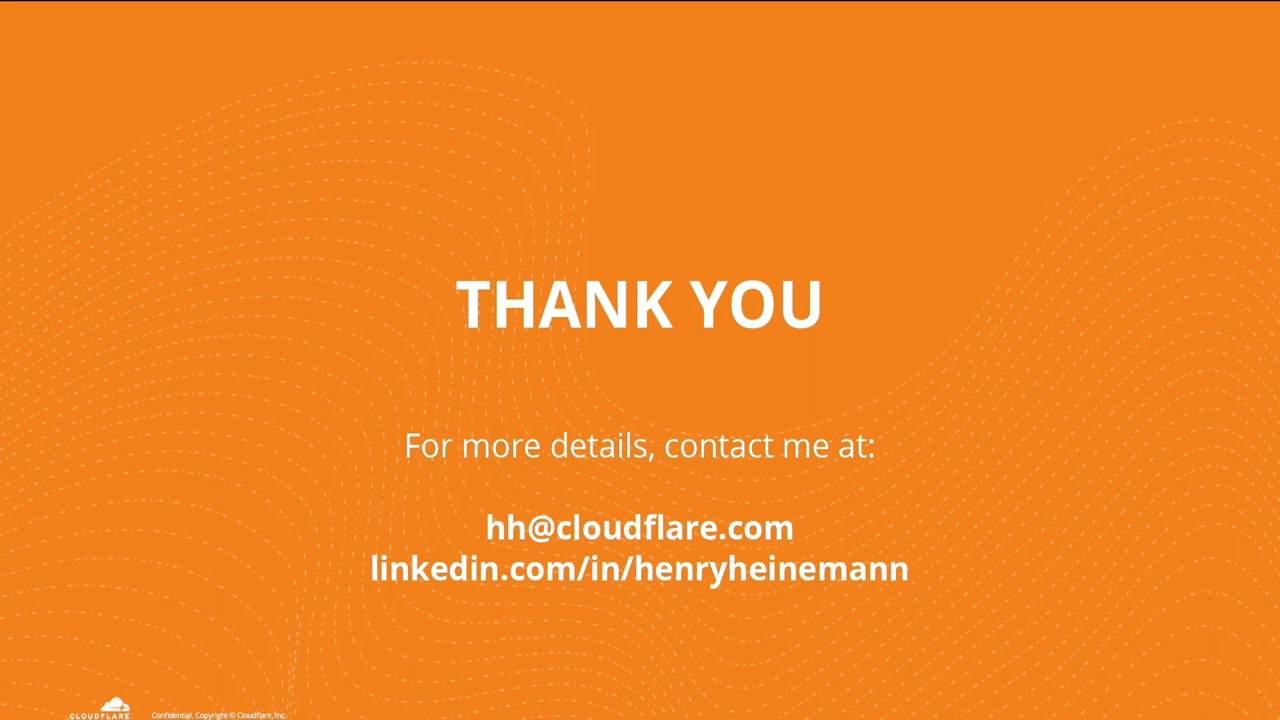 THANK YOU
For more details, contact me at:
hh@cloudflare.com
linkedin.com/in/henryheinemann
CLOUDFLARE
Confidential. Copyright © Cloudflare, Inc.